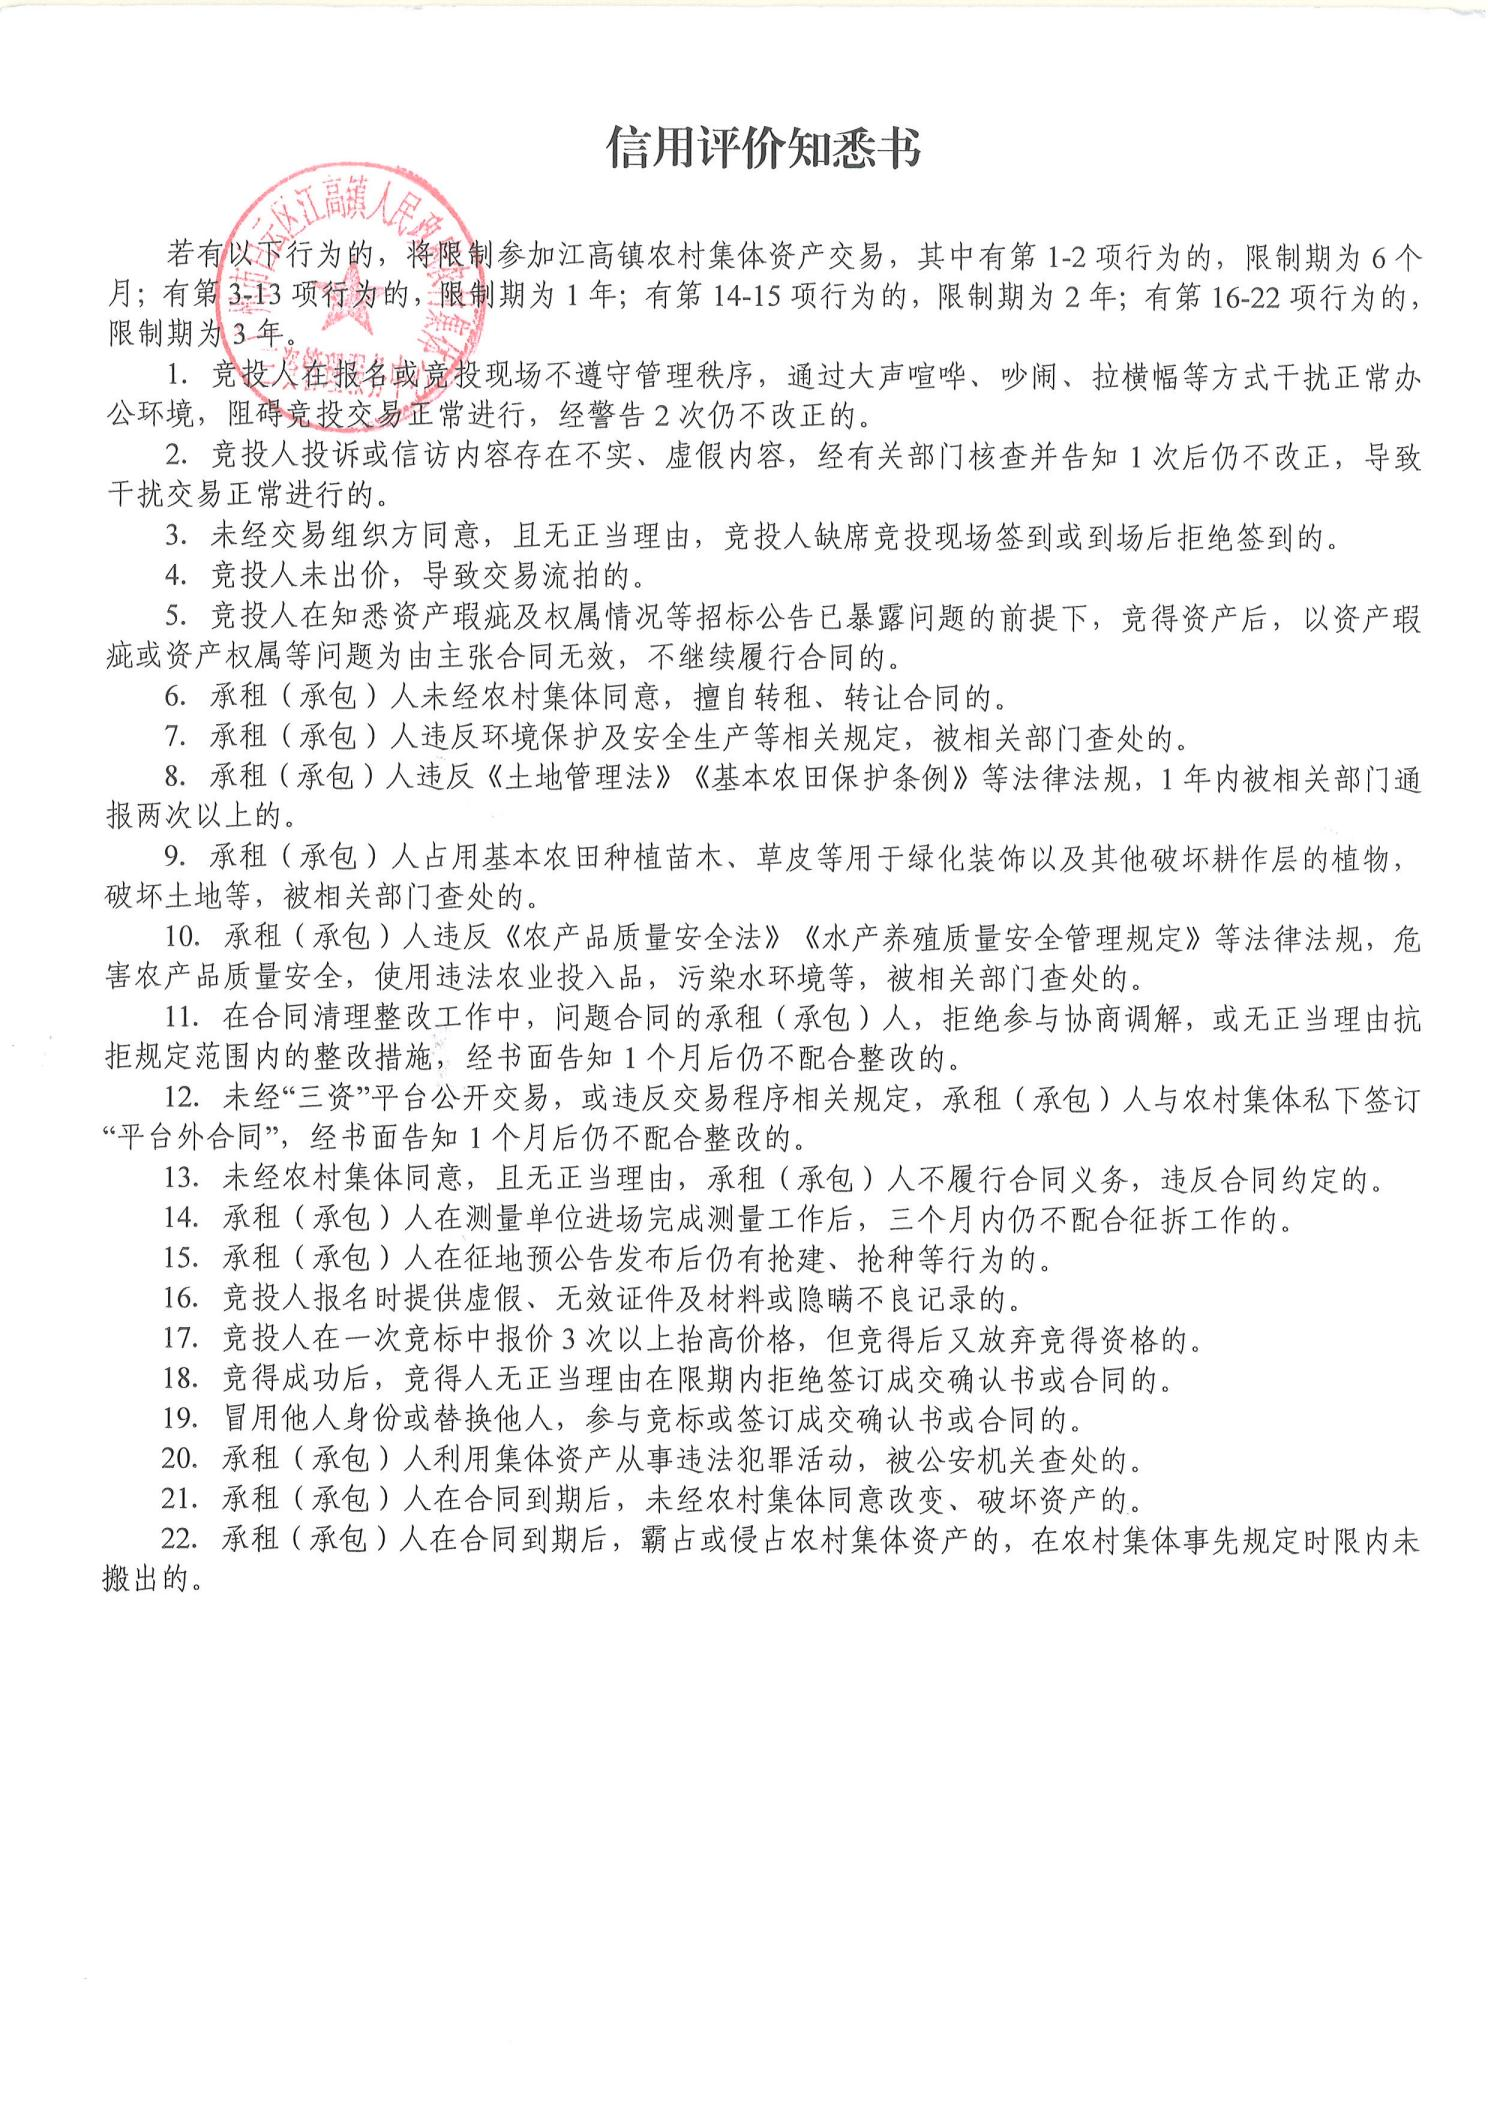 信用评价知悉书
若有以下行为的，将限制参加江高镇农村集体资产交易，其中有第1-2项行为的，限制期为6个
月；有第3-13项行为的，限制期为1年；有第14-15项行为的，限制期为2年；有第16-22项行为的，
限制期为3年。
1. 竞投人在报名或竞投现场不遵守管理秩序，通过大声喧哗、吵闹、拉横幅等方式干扰正常办
公环境，阻碍竞投交易正常进行，经警告2次仍不改正的。
2. 竞投人投诉或信访内容存在不实、虚假内容，经有关部门核查并告知1次后仍不改正，导致
干扰交易正常进行的。
3. 未经交易组织方同意，且无正当理由，竞投人缺席竞投现场签到或到场后拒绝签到的。
4. 竞投人未出价，导致交易流拍的。
5. 竞投人在知悉资产瑕疵及权属情况等招标公告已暴露问题的前提下，竞得资产后，以资产瑕
疵或资产权属等问题为由主张合同无效，不继续履行合同的。
6. 承租（承包）人未经农村集体同意，擅自转租、转让合同的。
7. 承租（承包）人违反环境保护及安全生产等相关规定，被相关部门查处的。
8. 承租（承包）人违反《土地管理法》《基本农田保护条例》等法律法规，1年内被相关部门通
报两次以上的。
9. 承租（承包）人占用基本农田种植苗木、草皮等用于绿化装饰以及其他破坏耕作层的植物，
破坏土地等，被相关部门查处的。
10. 承租（承包）人违反《农产品质量安全法》《水产养殖质量安全管理规定》等法律法规，危
害农产品质量安全，使用违法农业投入品，污染水环境等，被相关部门查处的。
11. 在合同清理整改工作中，问题合同的承租（承包）人，拒绝参与协商调解，或无正当理由抗
拒规定范围内的整改措施，经书面告知1个月后仍不配合整改的。
12. 未经“三资”平台公开交易，或违反交易程序相关规定，承租（承包）人与农村集体私下签订
“平台外合同”，经书面告知1个月后仍不配合整改的。
13. 未经农村集体同意，且无正当理由，承租（承包）人不履行合同义务，违反合同约定的。
14. 承租（承包）人在测量单位进场完成测量工作后，三个月内仍不配合征拆工作的。
15. 承租（承包）人在征地预公告发布后仍有抢建、抢种等行为的。
16. 竞投人报名时提供虚假、无效证件及材料或隐瞒不良记录的。
17. 竞投人在一次竞标中报价3次以上抬高价格，但竞得后又放弃竞得资格的。
18. 竞得成功后，竞得人无正当理由在限期内拒绝签订成交确认书或合同的。
19. 冒用他人身份或替换他人，参与竞标或签订成交确认书或合同的。
20. 承租（承包）人利用集体资产从事违法犯罪活动，被公安机关查处的。
21. 承租（承包）人在合同到期后，未经农村集体同意改变、破坏资产的。
22. 承租（承包）人在合同到期后，霸占或侵占农村集体资产的，在农村集体事先规定时限内未
搬出的。